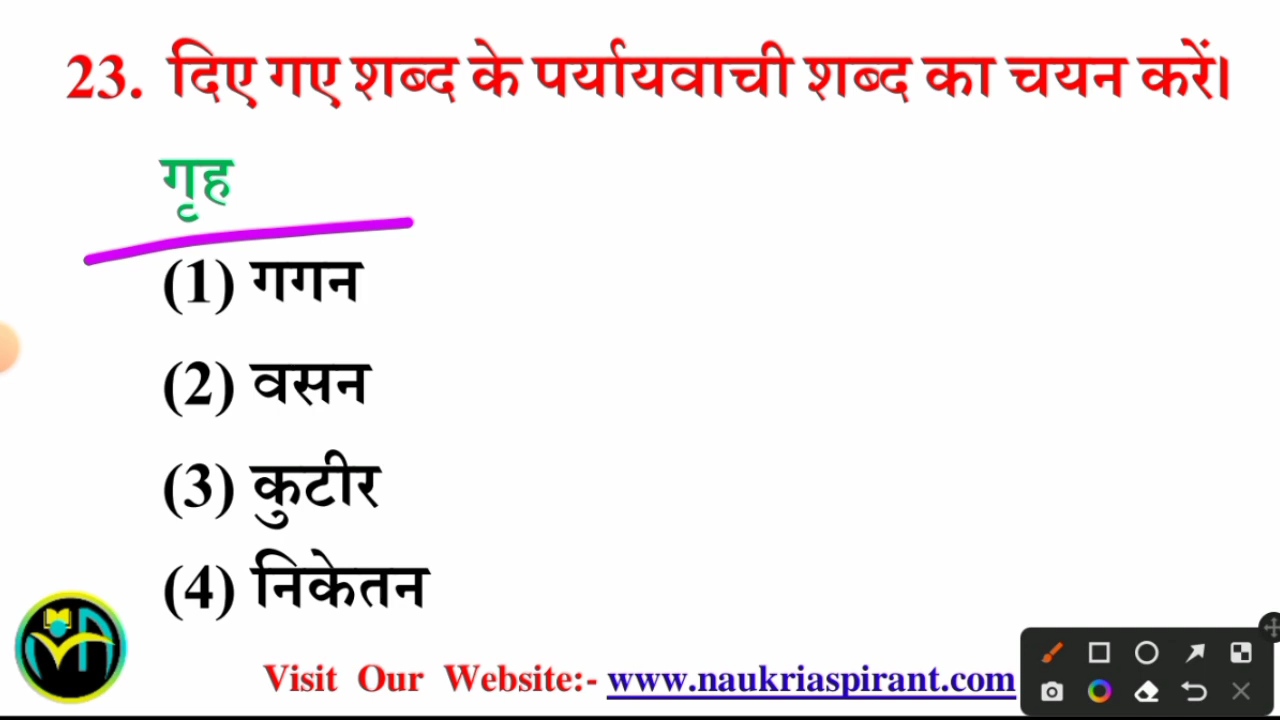 23. दिए गए शब्द के पर्यायवाची शब्द का चयन करें।
गृह
(1) गगन
(2) वसन
(3) कुटीर
(4) निकेतन
Visit Our Website:- www.naukriaspirant.com